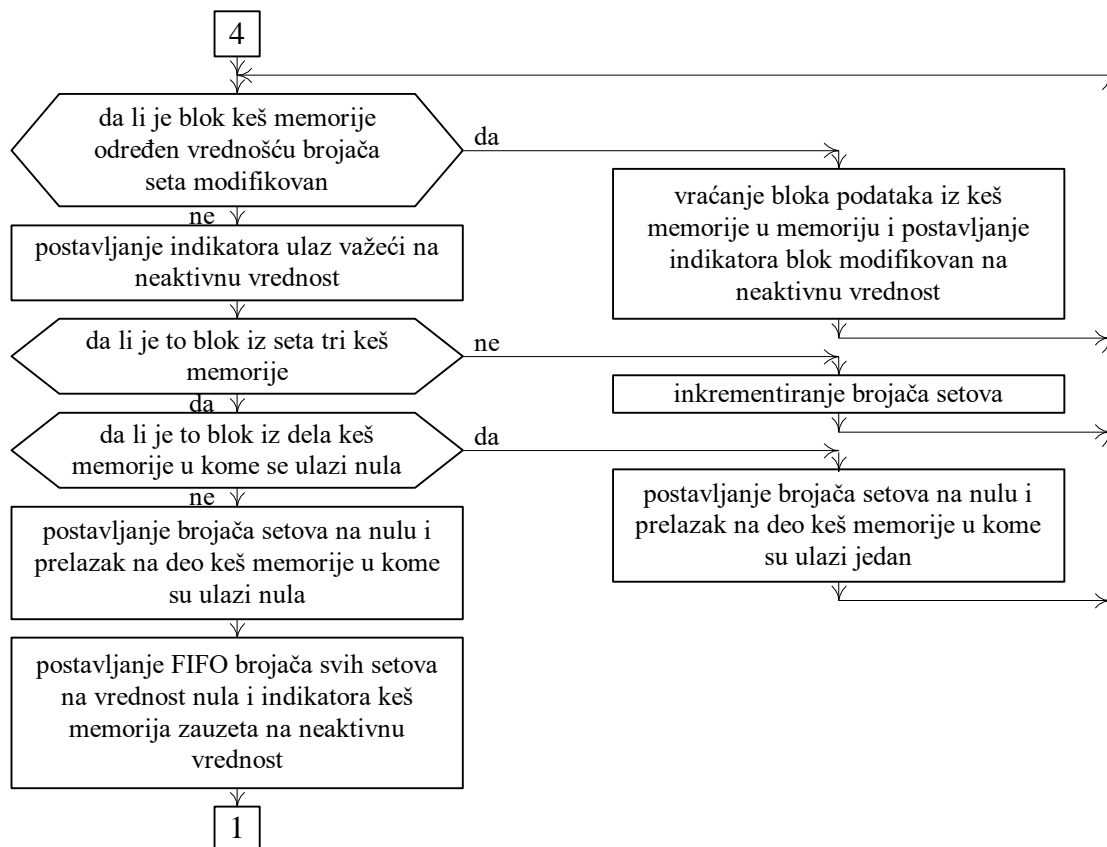 4
da li je blok keš memorije
određen vrednošću brojača
seta modifikovan
da
vraćanje bloka podataka iz keš
memorije u memoriju i postavljanje
indikatora blok modifikovan na
neaktivnu vrednost
ne
postavljanje indikatora ulaz važeći na
neaktivnu vrednost
da li je to blok iz seta tri keš
memorije
ne
inkrementiranje brojača setova
da
da li je to blok iz dela keš
memorije u kome se ulazi nula
da
postavljanje brojača setova na nulu i
prelazak na deo keš memorije u kome
su ulazi jedan
ne
postavljanje brojača setova na nulu i
prelazak na deo keš memorije u kome
su ulazi nula
postavljanje FIFO brojača svih setova
na vrednost nula i indikatora keš
memorija zauzeta na neaktivnu
vrednost
1